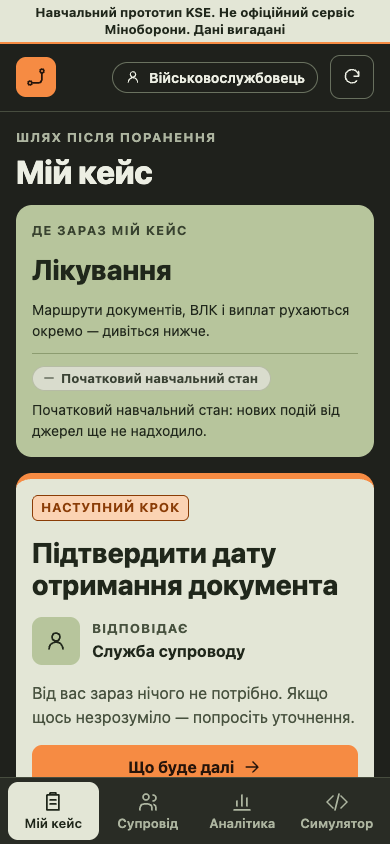 Навчальний прототип KSE. Не офіційний сервіс
Міноборони. Дані вигадані
Військовослужбовець
ШЛЯХ ПІСЛЯ ПОРАНЕННЯ
Мій кейс
ДЕ ЗАРАЗ МІЙ КЕЙС
Лікування
Маршрути документів, ВЛК і виплат рухаються
окремо — дивіться нижче.
— Початковий навчальний стан
Початковий навчальний стан: нових подій від
джерел ще не надходило.
НАСТУПНИЙ КРОК
Підтвердити дату
отримання документа
ВІДПОВІДАЄ
Служба супроводу
Від вас зараз нічого не потрібно. Якщо
щось незрозуміло — попросіть уточнення.
Що буде далі →
Мій кейс
Супровід
Аналітика
Симулятор